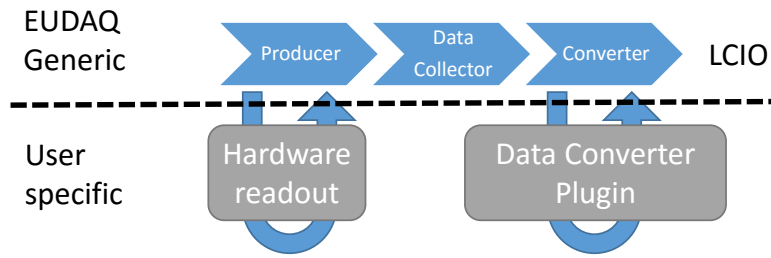 EUDAQ
Generic
Producer
Data
Collector
Converter
LCIO
User
specific
Hardware
readout
Data Converter
Plugin